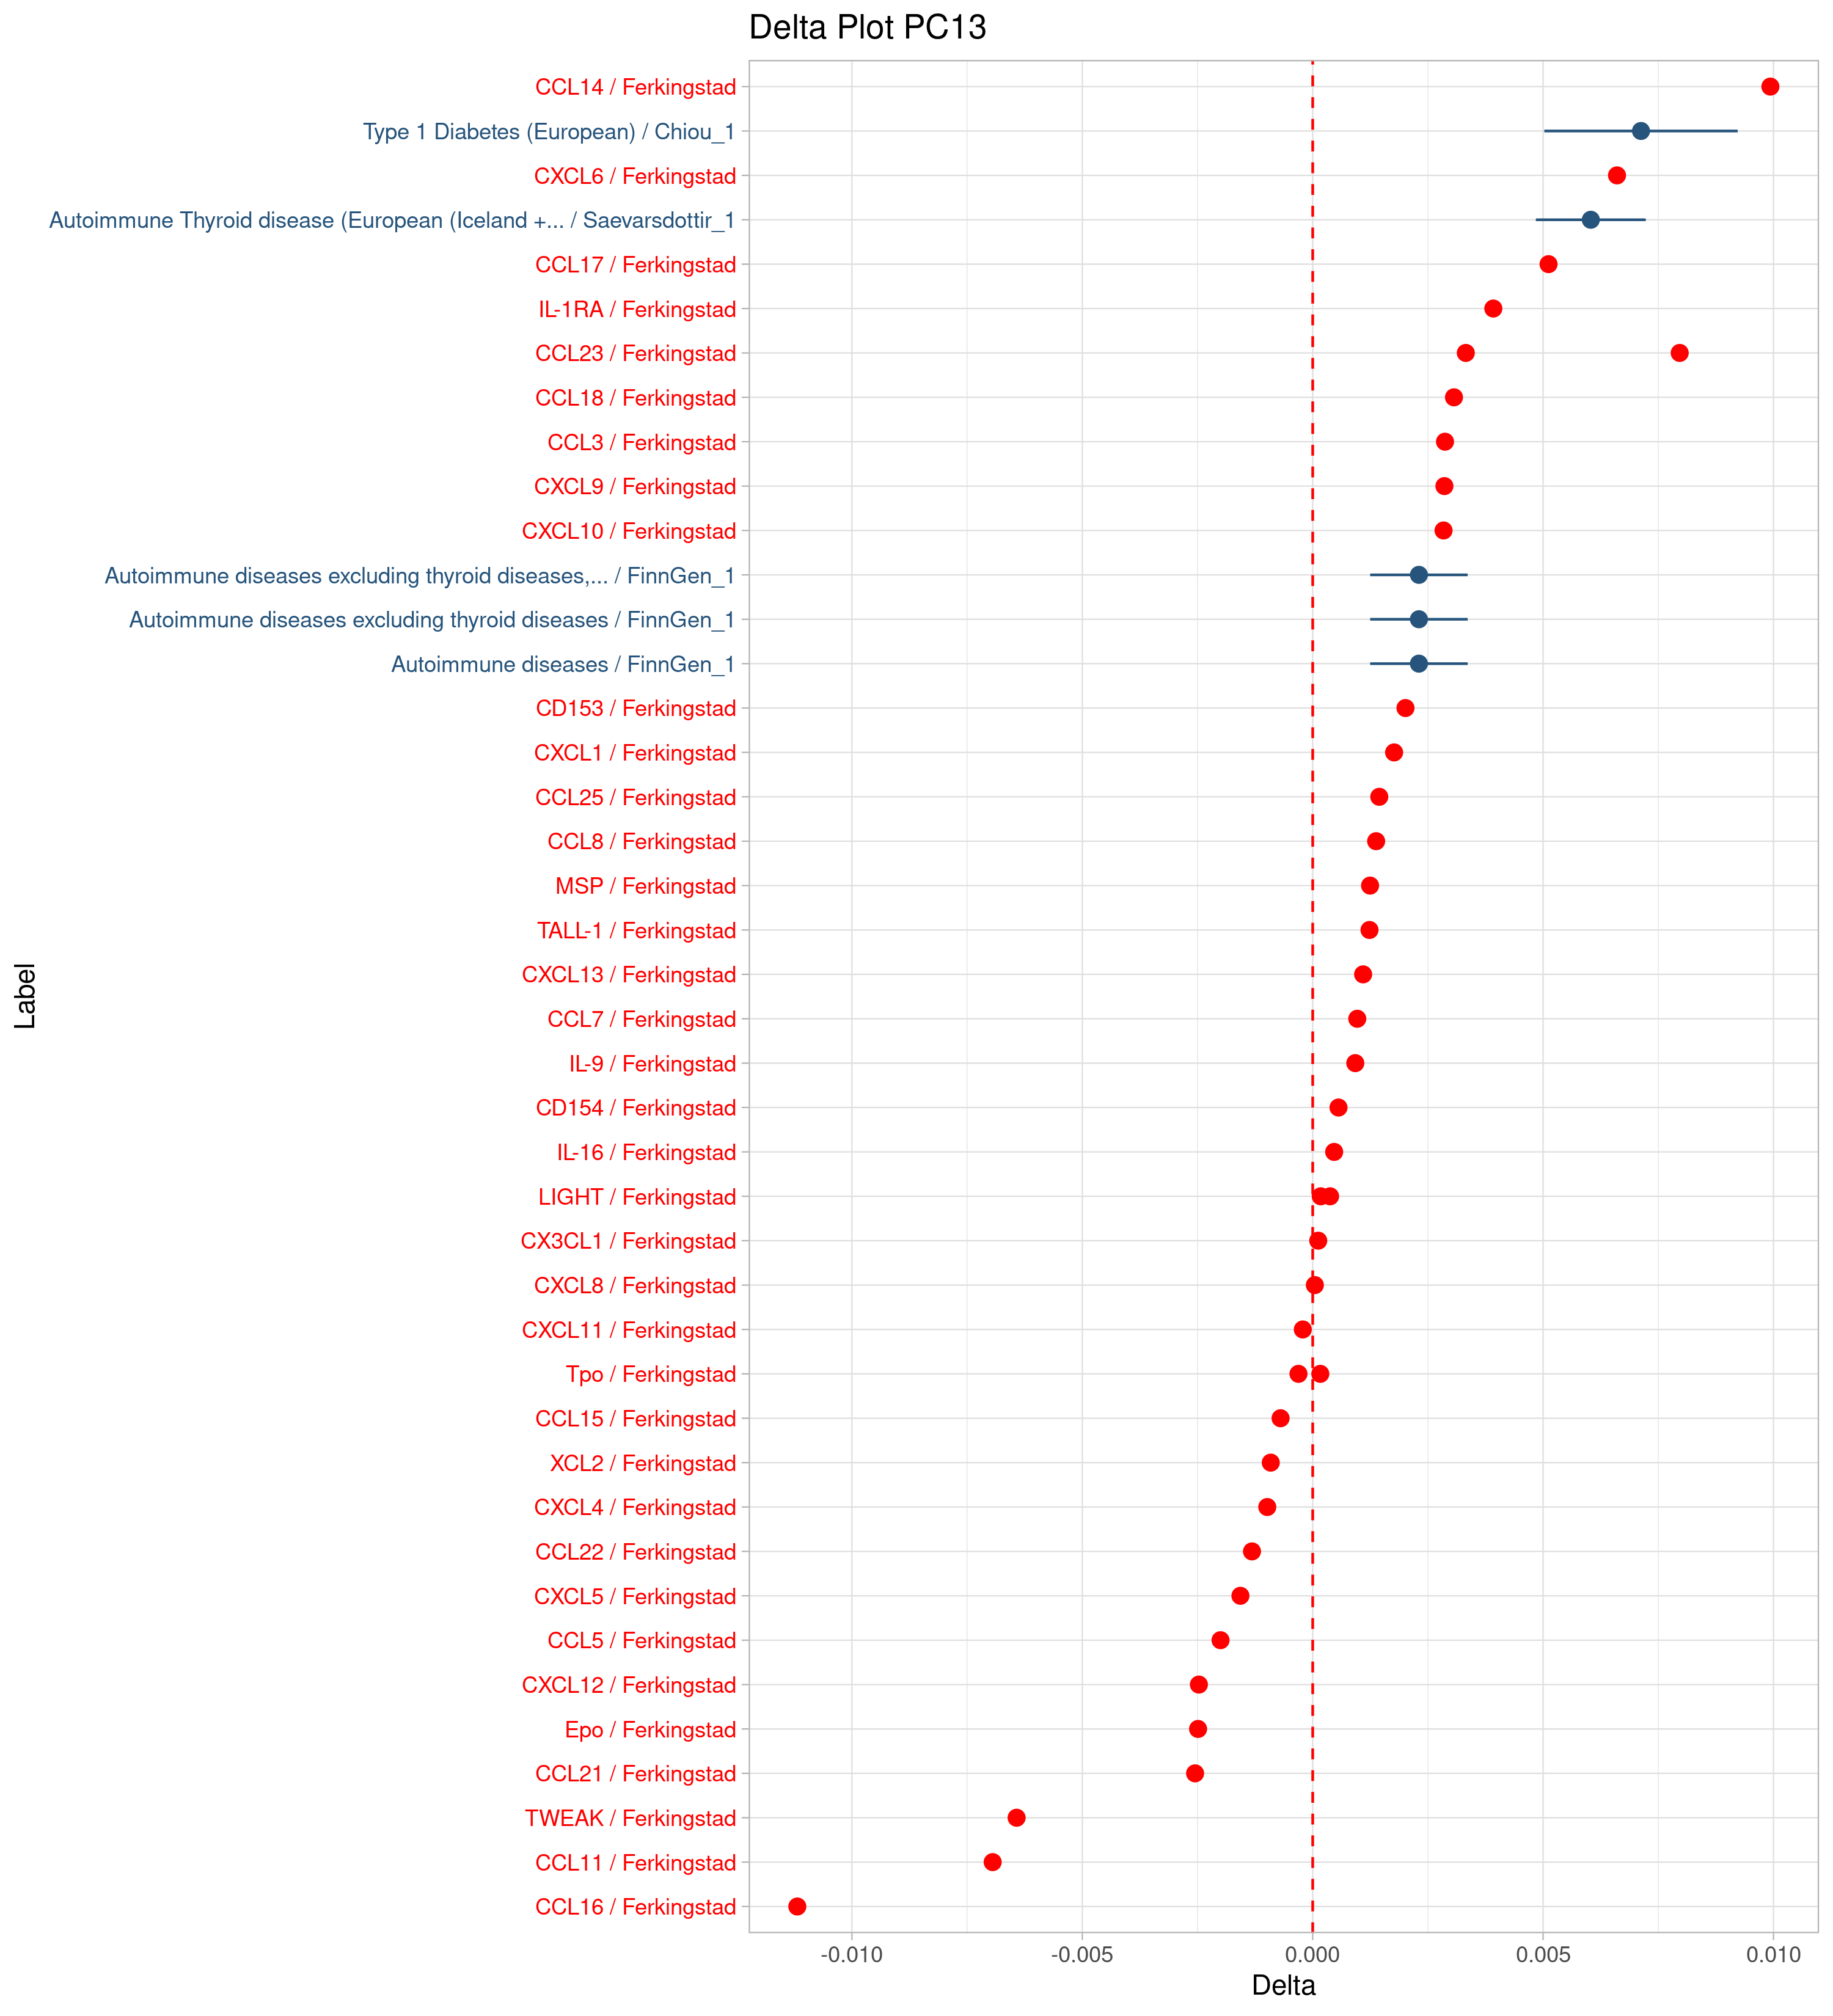 Delta Plot PC13
CCL14 / Ferkingstad
Type 1 Diabetes (European) / Chiou_1
CXCL6 / Ferkingstad
Autoimmune Thyroid disease (European (Iceland +... / Saevarsdottir_1
CCL17 / Ferkingstad
IL-1RA / Ferkingstad
CCL23 / Ferkingstad
CCL18 / Ferkingstad
CCL3 / Ferkingstad
CXCL9 / Ferkingstad
CXCL10 / Ferkingstad
Autoimmune diseases excluding thyroid diseases,... / FinnGen_1
Autoimmune diseases excluding thyroid diseases / FinnGen_1
Autoimmune diseases / FinnGen_1
CD153 / Ferkingstad
CXCL1 / Ferkingstad
CCL25 / Ferkingstad
CCL8 / Ferkingstad
MSP / Ferkingstad
TALL-1 / Ferkingstad
CXCL13 / Ferkingstad
CCL7 / Ferkingstad
IL-9 / Ferkingstad
CD154 / Ferkingstad
IL-16 / Ferkingstad
LIGHT / Ferkingstad
CX3CL1 / Ferkingstad
CXCL8 / Ferkingstad
CXCL11 / Ferkingstad
Tpo / Ferkingstad
CCL15 / Ferkingstad
XCL2 / Ferkingstad
CXCL4 / Ferkingstad
CCL22 / Ferkingstad
CXCL5 / Ferkingstad
CCL5 / Ferkingstad
CXCL12 / Ferkingstad
Epo / Ferkingstad
CCL21 / Ferkingstad
TWEAK / Ferkingstad
CCL11 / Ferkingstad
CCL16 / Ferkingstad
Label
-0.010 -0.005 0.000 0.005 0.010
Delta